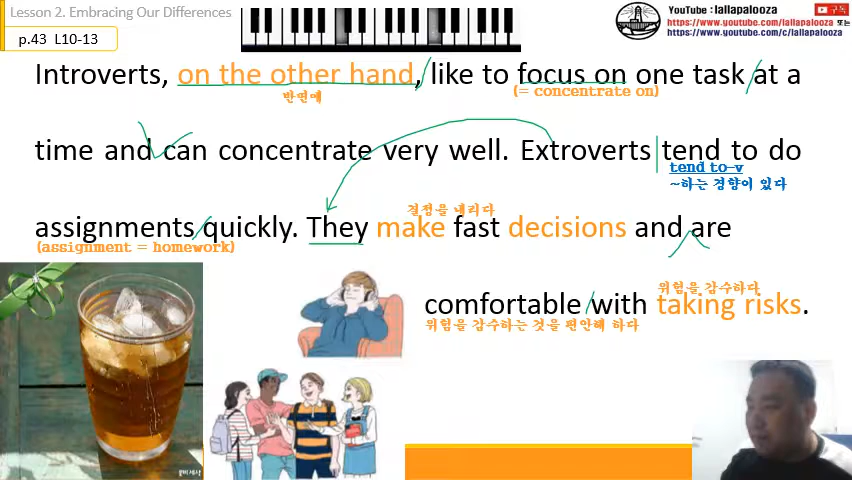 Lesson 2. Embracing Our Differences
p.43 L10-13
YouTube : lallapalooza
구독
https://www.youtube.com/lallapalooza 또는
https://www.youtube.com/c/lallapalooza
Introverts, on the other hand, like to focus on one task at a
반면에
(= concentrate on)
time and can concentrate very well. Extroverts tend to do
tend to-v
~하는 경향이 있다
결정을 내리다
assignments quickly. They make fast decisions and are
(assignment = homework)
위험을 감수하다
comfortable with taking risks.
위험을 감수하는 것을 편안해 하다